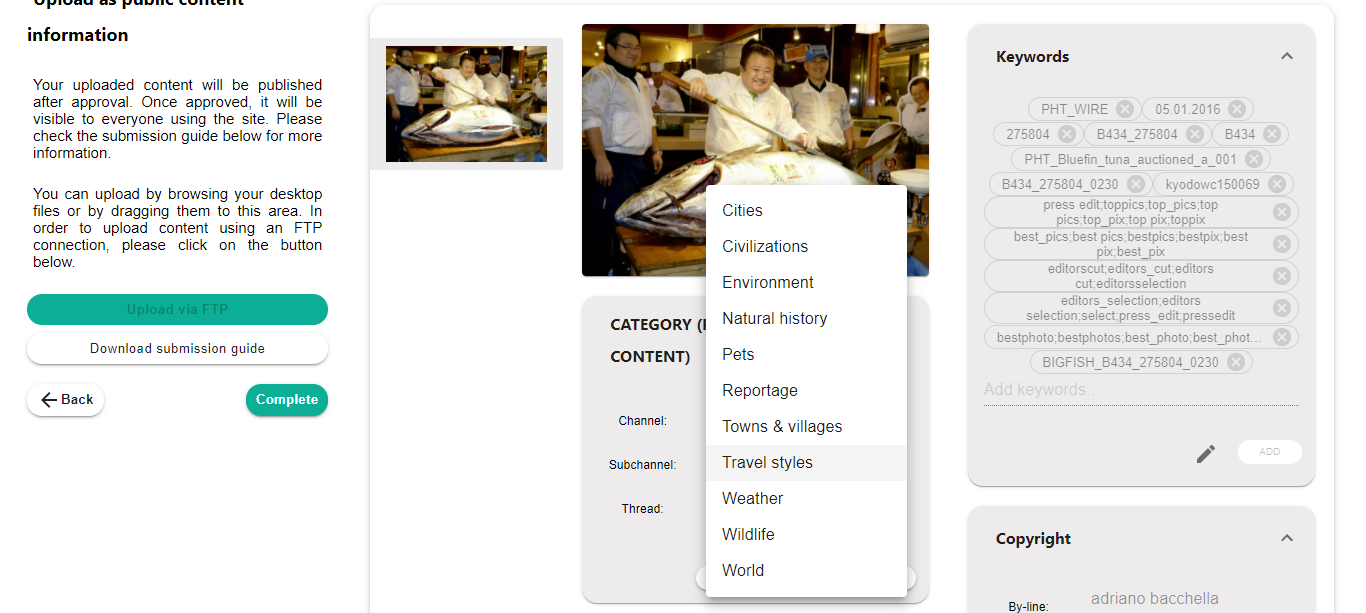 Upload as public content
information
Your uploaded content will be published
after approval. Once approved, it will be
visible to everyone using the site. Please
check the submission guide below for more
information.
You can upload by browsing your desktop
files or by dragging them to this area. In
order to upload content using an FTP
connection, please click on the button
below.
Upload via FTP
Download submission guide
Back
Complete
CATEGORY (
CONTENT)
Channel:
Subchannel:
Thread:
Cities
Civilizations
Environment
Natural history
Pets
Reportage
Towns & villages
Travel styles
Weather
Wildlife
World
Keywords
PHT_WIRE
05.01.2016
275804
B434_275804
B434
PHT_Bluefin_tuna_auctioned_a_001
B434_275804_0230
kyodowc150069
press edit;toppics;top_pics;top
pics;top_pix;top pix;toppix
best_pics;best pics;bestpics;bestpix;best
pix;best_pix
editorscut;editors_cut;editors
cut;editorsselection
editors_selection;editors
selection;select;press_edit;pressedit
bestphoto;bestphotos;best_photo;best_phot...
BIGFISH_B434_275804_0230
Add keywords...
ADD
Copyright
By-line:
adriano bacchella